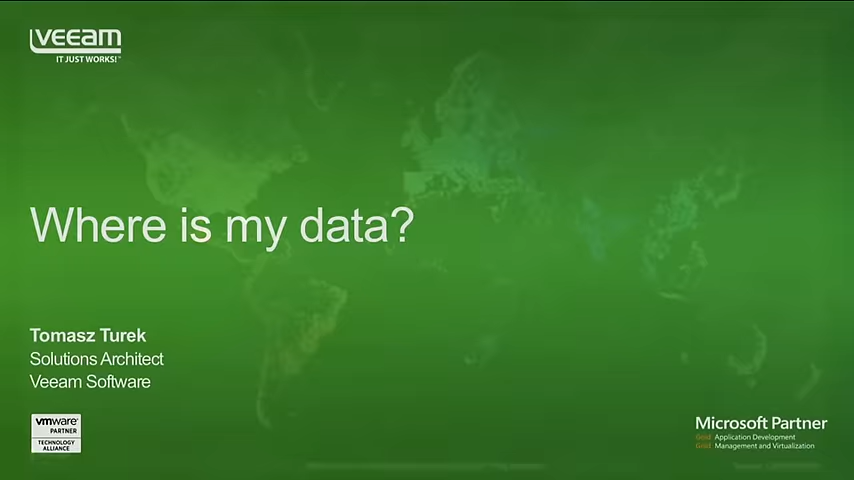 veeam
IT JUST WORKS!™
Where is my data?
Tomasz Turek
Solutions Architect
Veeam Software
vmware®
PARTNER
TECHNOLOGY
ALLIANCE
Microsoft Partner
Gold Application Development
Gold Management and Virtualization